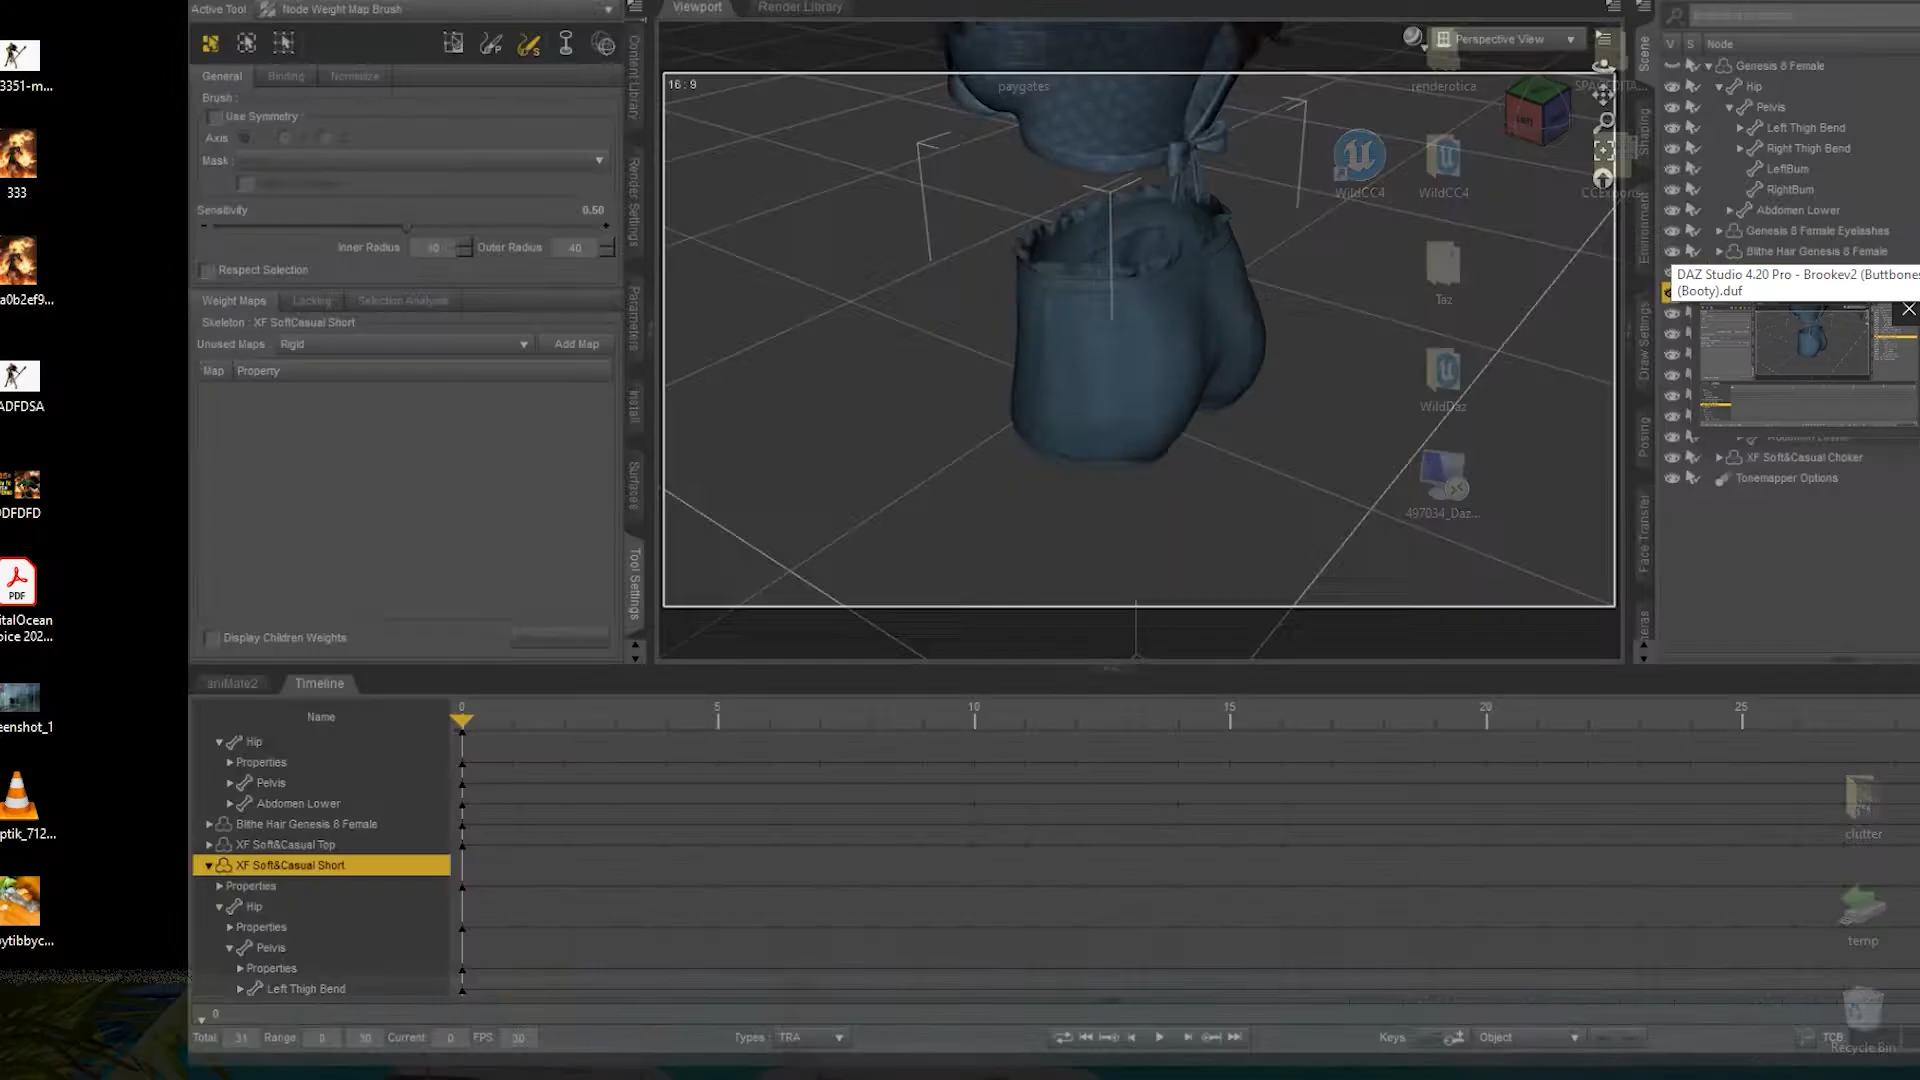 Active Tool
Node Weight Map Brush
General
Binding
Normalize
Brush :
Use Symmetry
Axis
Mask
Sensitivity
0.50
Inner Radius
Outer Radius
40
Respect Selection
Weight Maps
Locking
Selection Analysis
Skeleton : XF SoftCasual Short
Unused Maps :
Rigid
Add Map
Map
Property
Display Children Weights
Content Library
Render Settings
Parameters
Install
Surfaces
Tool Settings
Viewport
Render Library
16 : 9
Perspective View
Left
paygates
renderotica
WildCC4
WildCC4
Taz
WildDaz
497034_Daz...
Scene
Shaping
Environment
Draw Settings
Posing
Face Transfer
V
S
Node
Genesis 8 Female
Hip
Pelvis
Left Thigh Bend
Right Thigh Bend
LeftBum
RightBum
Abdomen Lower
Genesis 8 Female Eyelashes
Blithe Hair Genesis 8 Female
DAZ Studio 4.20 Pro - Brookev2 (Buttbones
(Booty).duf
XF Soft&Casual Choker
Tonemapper Options
3351-m...
333
a0b2ef9...
ADFDSA
DDFDFD
PDF
italOcean
oice 202...
eenshot_1
ptik_712...
oytibbyc...
aniMate2
Timeline
Name
0
5
10
15
20
25
Hip
Properties
Pelvis
Abdomen Lower
Blithe Hair Genesis 8 Female
XF Soft&Casual Top
XF Soft&Casual Short
Properties
Hip
Properties
Pelvis
Properties
Left Thigh Bend
0
Total
31
Range
0
30
Current
0
FPS
30
Types :
TRA
Keys
Object
TCB
clutter
temp
Recycle Bin